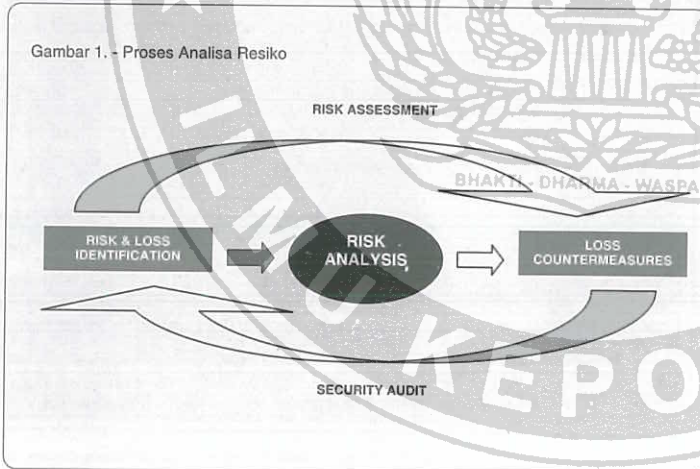 Gambar 1. - Proses Analisa Resiko
RISK ASSESSMENT
BHAKTI - DHARMA - WASPA
RISK & LOSS
IDENTIFICATION
RISK
ANALYSIS
LOSS
COUNTERMEASURES
SECURITY AUDIT
ILMU KEPO